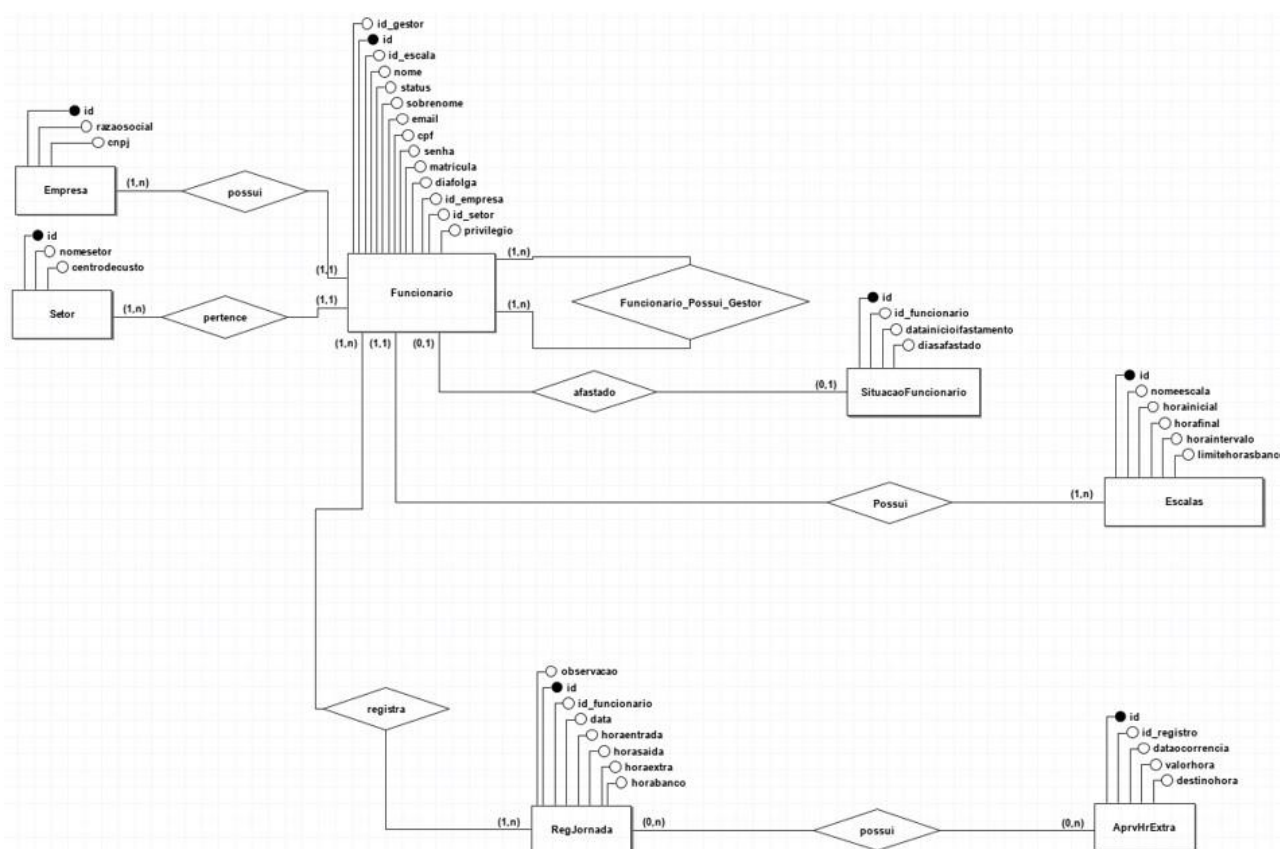 id_gestor
id
id_escala
nome
status
sobrenome
email
cpf
senha
matricula
diafolga
id_empresa
id_setor
privilegio
id
razaosocial
cnpj
Empresa
(1,n)
possui
(1,1)
id
nomesetor
centrodecusto
Setor
(1,n)
pertence
(1,1)
Funcionario
(1,n)
(1,n)
Funcionario_Possui_Gestor
(1,n)
(1,1)
(0,1)
afastado
(0,1)
id
id_funcionario
datainicioifastamento
diasafastado
SituacaoFuncionario
id
nomeescala
horainicial
horafinal
horaintervalo
limitehorasbanco
Possui
(1,n)
Escalas
registra
observacao
id
id_funcionario
data
horaentrada
horasaida
horaextra
horabanco
(1,n)
RegJornada
(0,n)
possui
(0,n)
id
id_registro
dataocorrencia
valorhora
destinohora
AprvHrExtra